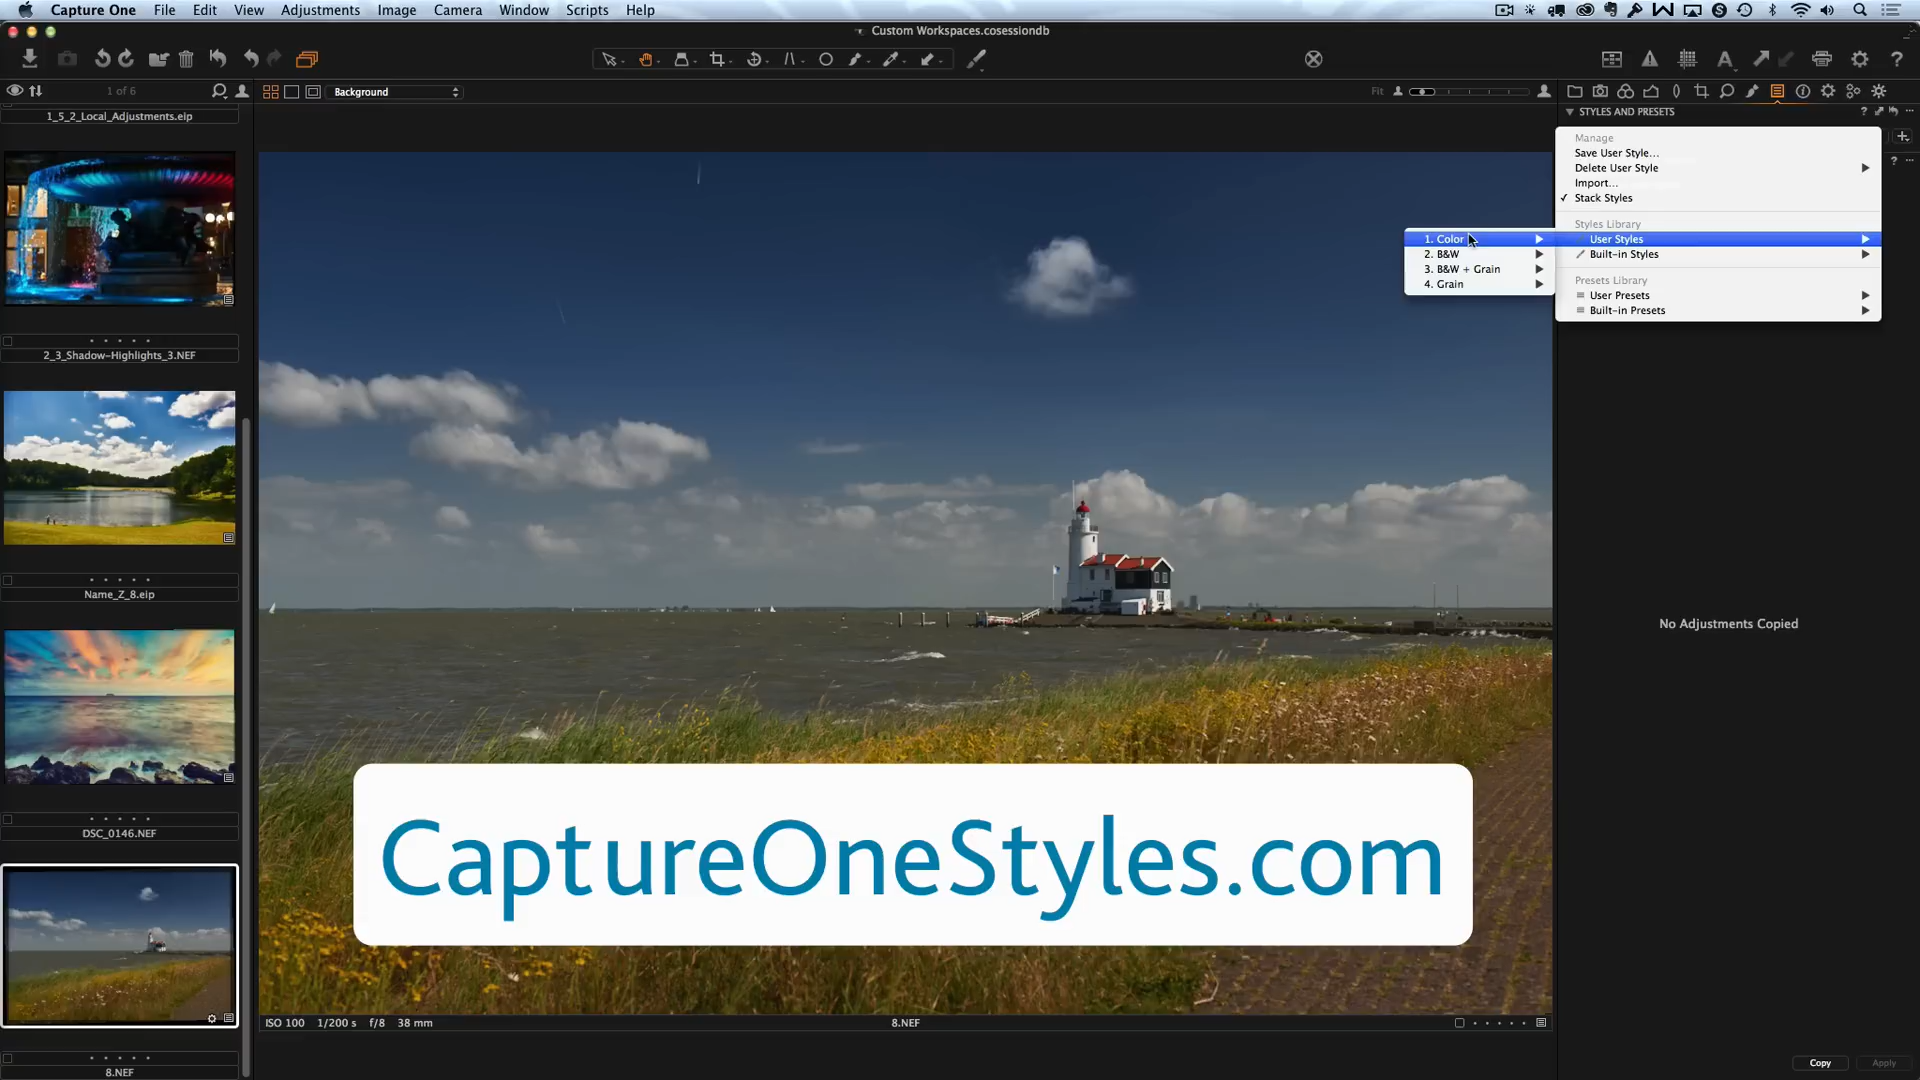 Capture One File Edit View Adjustments Image Camera Window Scripts Help
Custom Workspaces.cosessiondb
1 of 6
Background
Fit
STYLES AND PRESETS
1_5_2_Local_Adjustments.eip
Manage
Save User Style...
Delete User Style
Import...
✓ Stack Styles
Styles Library
User Styles
Built-in Styles
Presets Library
User Presets
Built-in Presets
1. Color
2. B&W
3. B&W + Grain
4. Grain
2_3_Shadow-Highlights_3.NEF
Name_Z_8.eip
DSC_0146.NEF
8.NEF
No Adjustments Copied
CaptureOneStyles.com
ISO 100 1/200 s f/8 38 mm
8.NEF
Copy
Apply